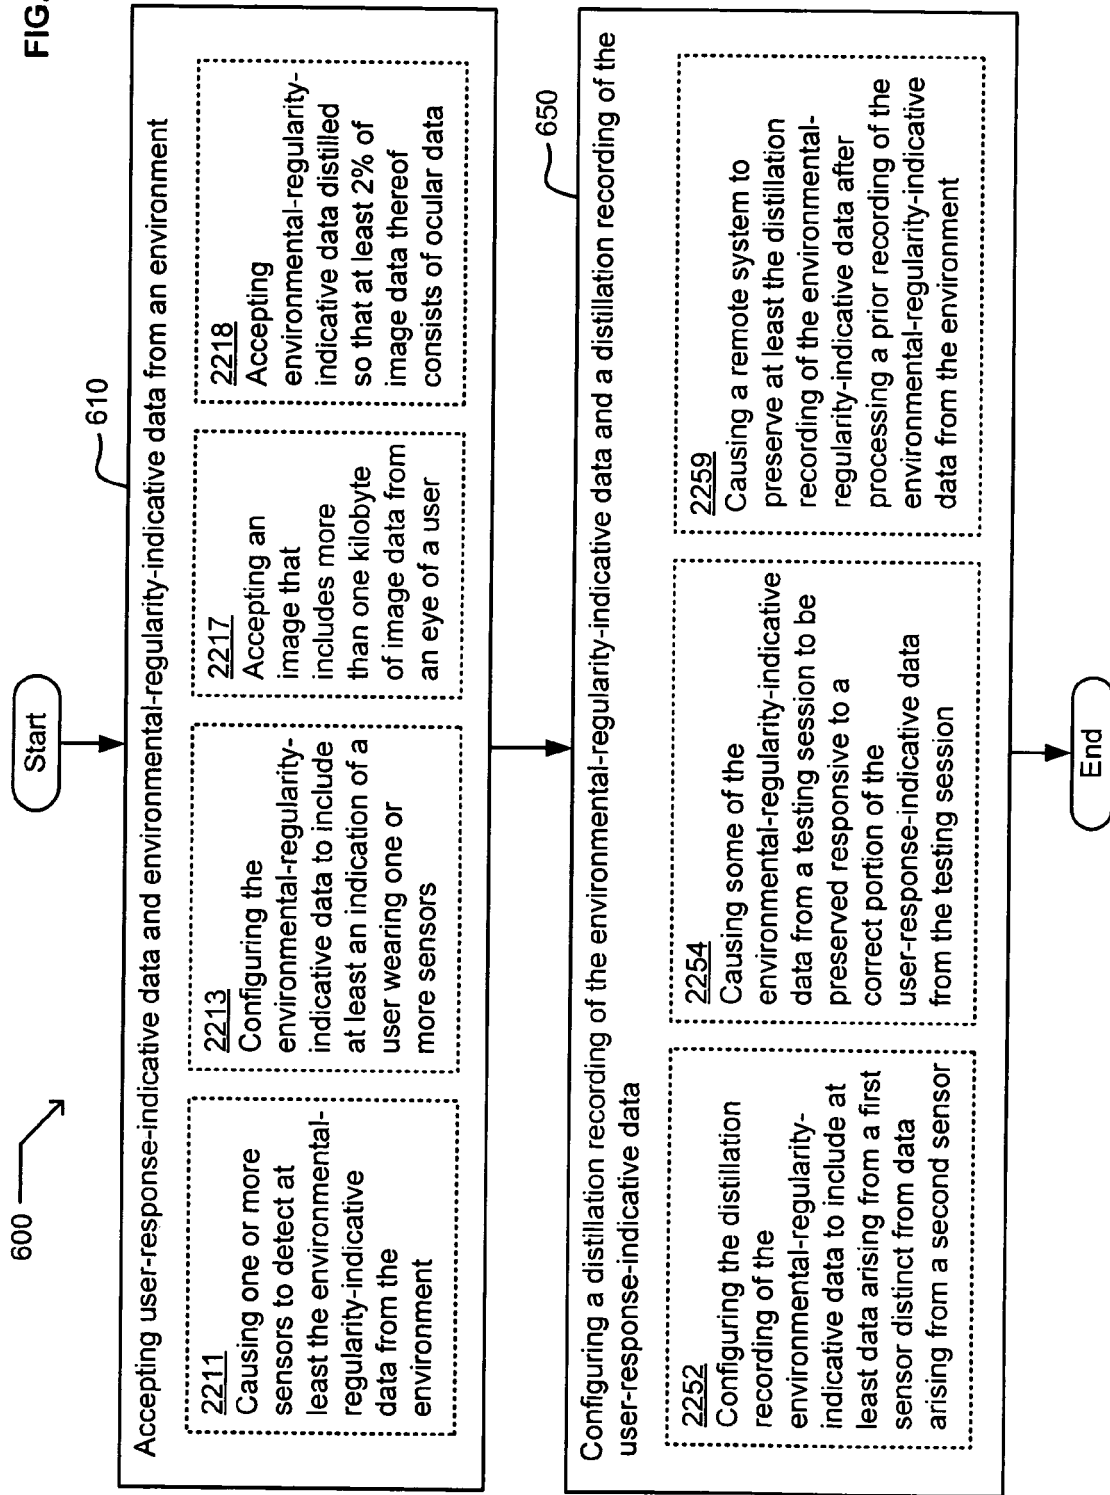 FIG.
600
Start
610
Accepting user-response-indicative data and environmental-regularity-indicative data from an environment
2211
Causing one or more
sensors to detect at
least the environmental-
regularity-indicative
data from the
environment
2213
Configuring the
environmental-regularity-
indicative data to include
at least an indication of a
user wearing one or
more sensors
2217
Accepting an
image that
includes more
than one kilobyte
of image data from
an eye of a user
2218
Accepting
environmental-regularity-
indicative data distilled
so that at least 2% of
image data thereof
consists of ocular data
650
Configuring a distillation recording of the environmental-regularity-indicative data and a distillation recording of the
user-response-indicative data
2252
Configuring the distillation
recording of the
environmental-regularity-
indicative data to include at
least data arising from a first
sensor distinct from data
arising from a second sensor
2254
Causing some of the
environmental-regularity-indicative
data from a testing session to be
preserved responsive to a
correct portion of the
user-response-indicative data
from the testing session
2259
Causing a remote system to
preserve at least the distillation
recording of the environmental-
regularity-indicative data after
processing a prior recording of the
environmental-regularity-indicative
data from the environment
End